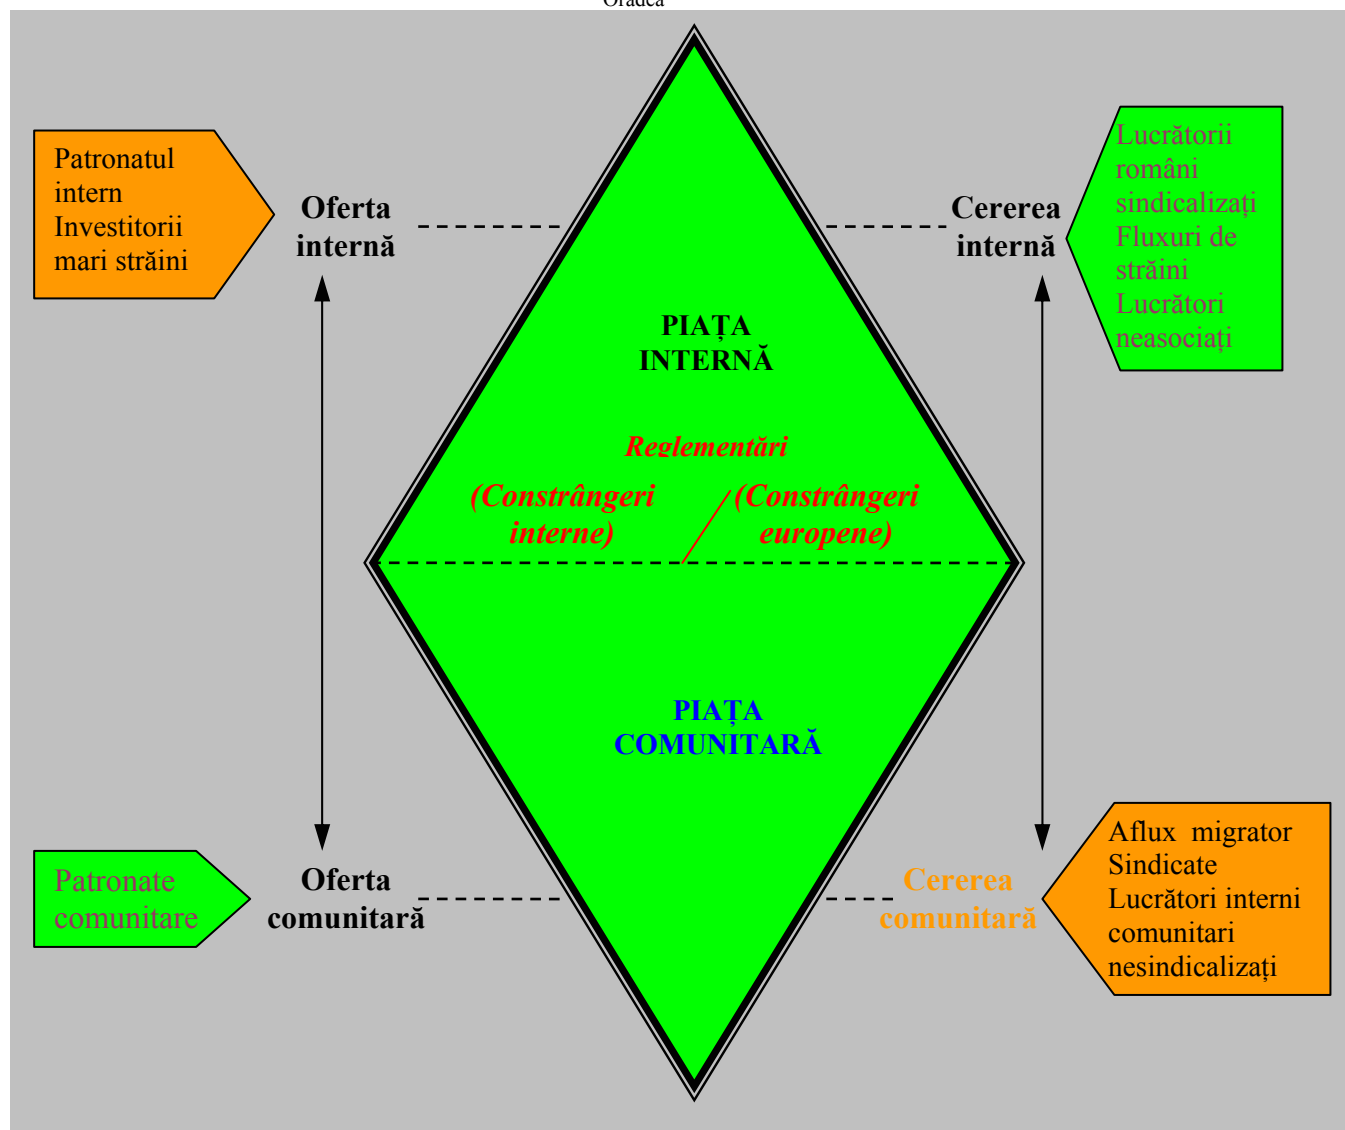 Oradea
Patronatul
intern
Investitorii
mari străini
Oferta
internă
Cererea
internă
Lucrătorii
români
sindicalizați
Fluxuri de
străini
Lucrători
neasociați
PIAȚA
INTERNĂ
Reglementări
(Constrângeri
interne)
(Constrângeri
europene)
PIAȚA
COMUNITARĂ
Patronate
comunitare
Oferta
comunitară
Cererea
comunitară
Aflux migrator
Sindicate
Lucrători interni
comunitari
nesindicalizați